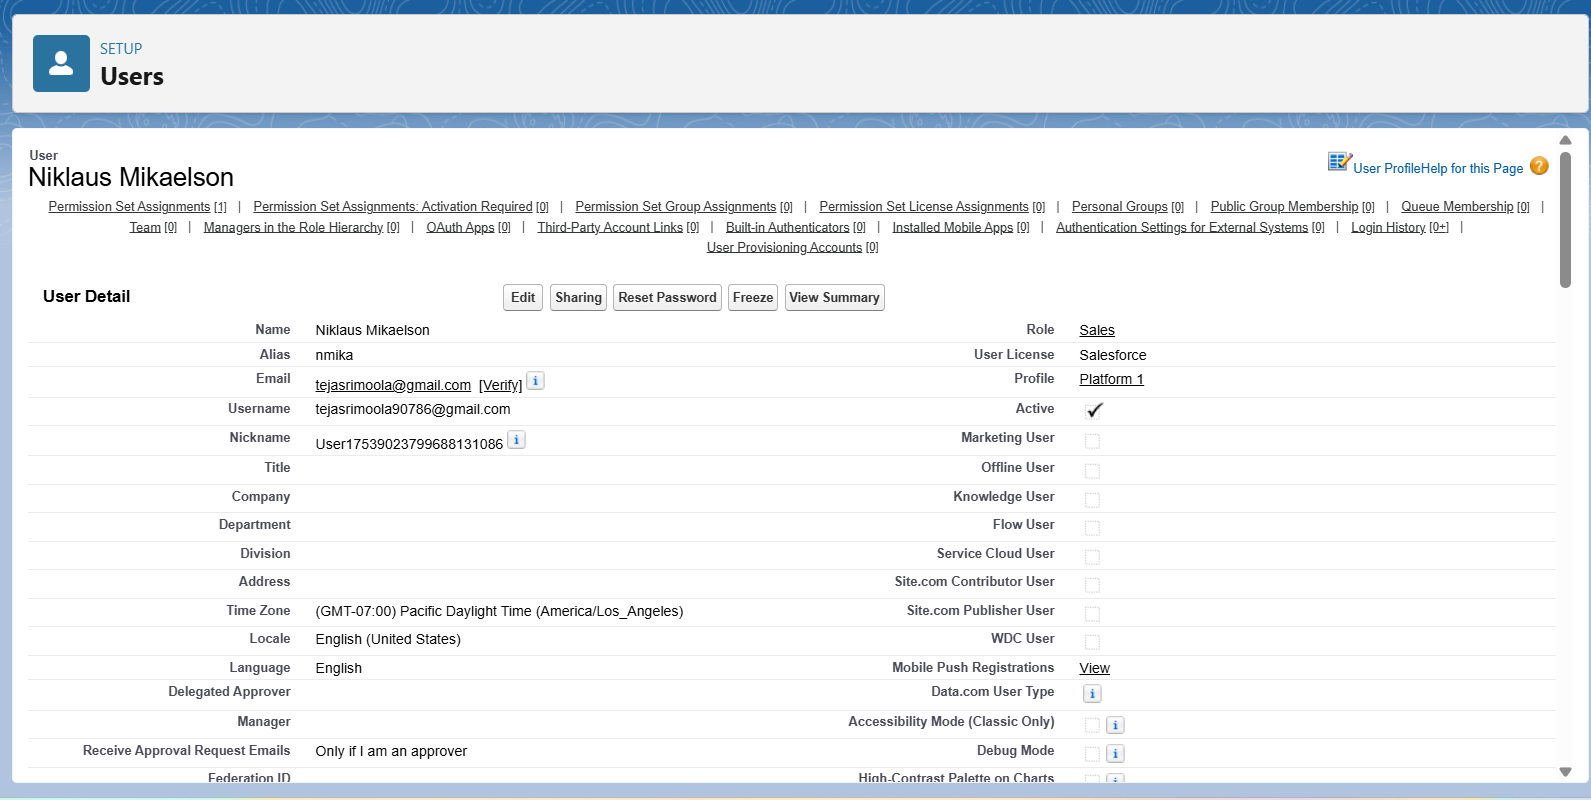 SETUP
Users
User
Niklaus Mikaelson
User Profile Help for this Page ?
Permission Set Assignments [1] | Permission Set Assignments: Activation Required [0] | Permission Set Group Assignments [0] | Permission Set License Assignments [0] | Personal Groups [0] | Public Group Membership [0] | Queue Membership [0] |
Team [0] | Managers in the Role Hierarchy [0] | OAuth Apps [0] | Third-Party Account Links [0] | Built-in Authenticators [0] | Installed Mobile Apps [0] | Authentication Settings for External Systems [0] | Login History [0+] |
User Provisioning Accounts [0]
User Detail Edit Sharing Reset Password Freeze View Summary
Name Niklaus Mikaelson Role Sales
Alias nmika User License Salesforce
Email tejasrimoola@gmail.com [Verify] i Profile Platform 1
Username tejasrimoola90786@gmail.com Active
Nickname User17539023799688131086 i Marketing User
Title Offline User
Company Knowledge User
Department Flow User
Division Service Cloud User
Address Site.com Contributor User
Time Zone (GMT-07:00) Pacific Daylight Time (America/Los_Angeles) Site.com Publisher User
Locale English (United States) WDC User
Language English Mobile Push Registrations View
Delegated Approver Data.com User Type i
Manager Accessibility Mode (Classic Only) i
Receive Approval Request Emails Only if I am an approver Debug Mode i
Federation ID High-Contrast Palette on Charts i